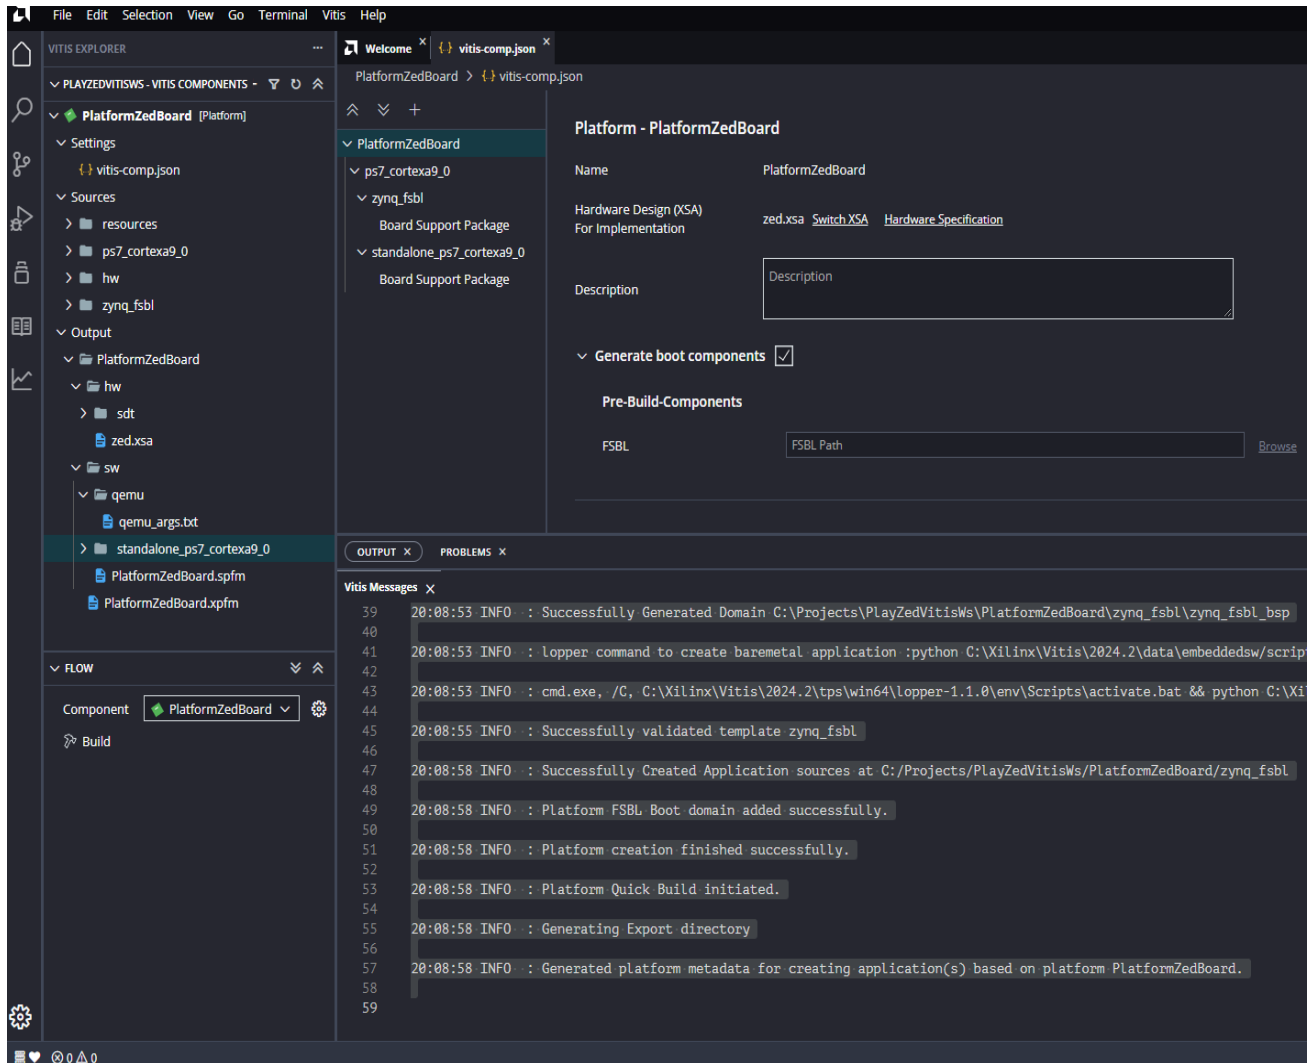 File Edit Selection View Go Terminal Vitis Help
VITIS EXPLORER
PLAYZEDVITISWS - VITIS COMPONENTS -
PlatformZedBoard [Platform]
Settings
{.} vitis-comp.json
Sources
resources
ps7_cortexa9_0
hw
zynq_fsbl
Output
PlatformZedBoard
hw
sdt
zed.xsa
sw
qemu
qemu_args.txt
standalone_ps7_cortexa9_0
PlatformZedBoard.spfm
PlatformZedBoard.xpfm
FLOW
Component PlatformZedBoard
Build
Welcome {.} vitis-comp.json
PlatformZedBoard > {.} vitis-comp.json
PlatformZedBoard
ps7_cortexa9_0
zynq_fsbl
Board Support Package
standalone_ps7_cortexa9_0
Board Support Package
Platform - PlatformZedBoard
Name PlatformZedBoard
Hardware Design (XSA)
For Implementation
zed.xsa Switch XSA Hardware Specification
Description Description
Generate boot components
Pre-Build-Components
FSBL FSBL Path Browse
OUTPUT PROBLEMS
Vitis Messages
39 20:08:53 INFO : Successfully Generated Domain C:\Projects\PlayZedVitisWs\PlatformZedBoard\zynq_fsbl\zynq_fsbl_bsp
40
41 20:08:53 INFO : lopper command to create baremetal application :python C:\Xilinx\Vitis\2024.2\data\embeddedsw/scrip
42
43 20:08:53 INFO : cmd.exe, /C, C:\Xilinx\Vitis\2024.2\tps\win64\lopper-1.1.0\env\Scripts\activate.bat && python C:\Xi
44
45 20:08:55 INFO : Successfully validated template zynq_fsbl
46
47 20:08:58 INFO : Successfully Created Application sources at C:/Projects/PlayZedVitisWs/PlatformZedBoard/zynq_fsbl
48
49 20:08:58 INFO : Platform FSBL Boot domain added successfully.
50
51 20:08:58 INFO : Platform creation finished successfully.
52
53 20:08:58 INFO : Platform Quick Build initiated.
54
55 20:08:58 INFO : Generating Export directory
56
57 20:08:58 INFO : Generated platform metadata for creating application(s) based on platform PlatformZedBoard.
58
59
0 0